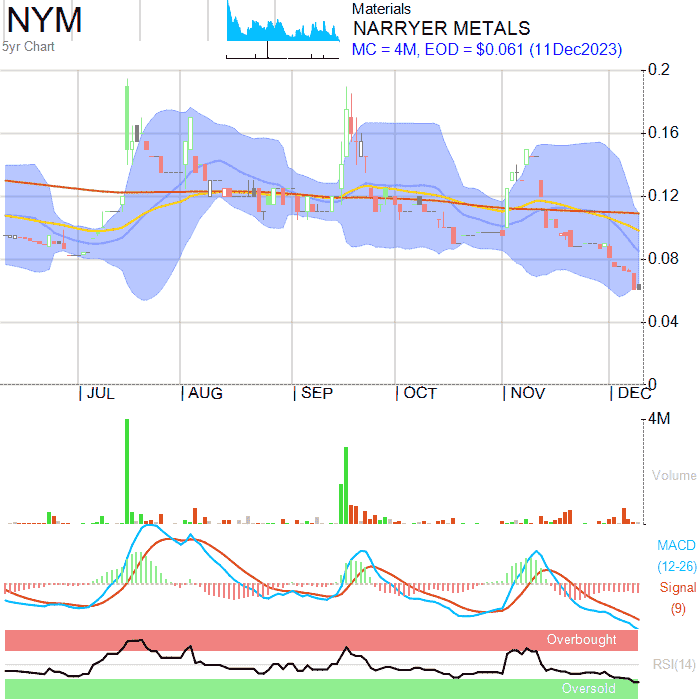 NYM
5yr Chart
Materials
NARRYER METALS
MC = 4M, EOD = $0.061 (11Dec2023)
0.2
0.16
0.12
0.08
0.04
0
JUL
AUG
SEP
OCT
NOV
DEC
4M
Volume
MACD
(12-26)
Signal
(9)
Overbought
RSI(14)
Oversold